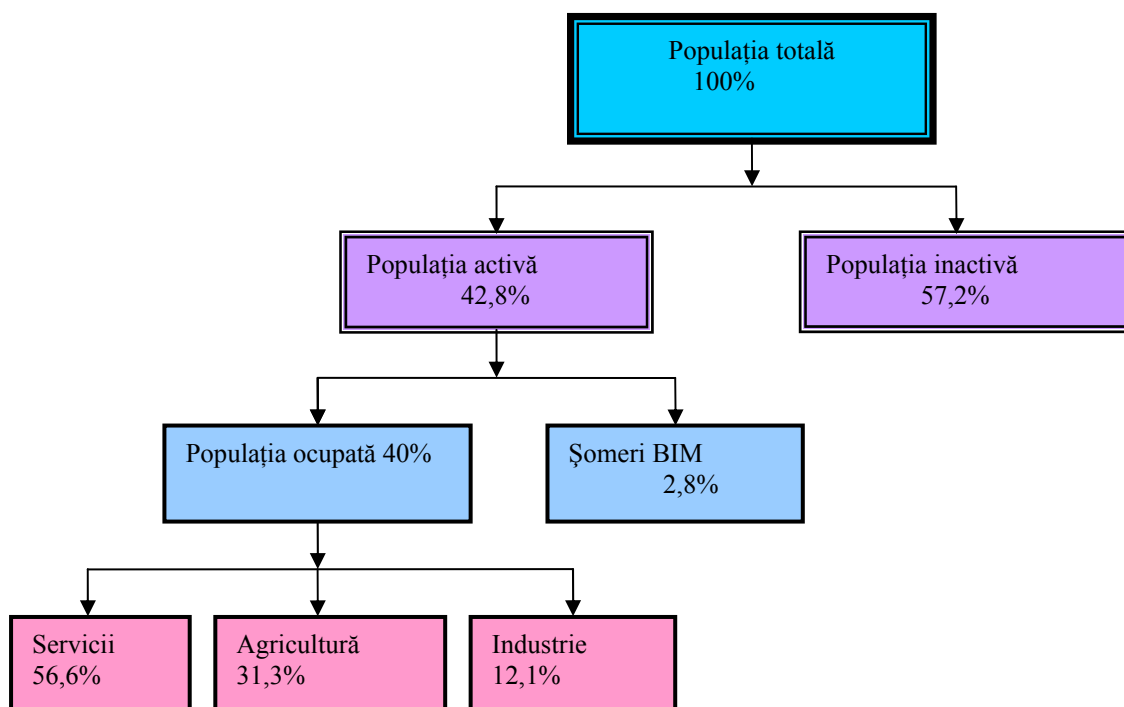 Populația totală
100%
Populația activă
42,8%
Populația inactivă
57,2%
Populația ocupată 40%
Şomeri BIM
2,8%
Servicii
56,6%
Agricultură
31,3%
Industrie
12,1%